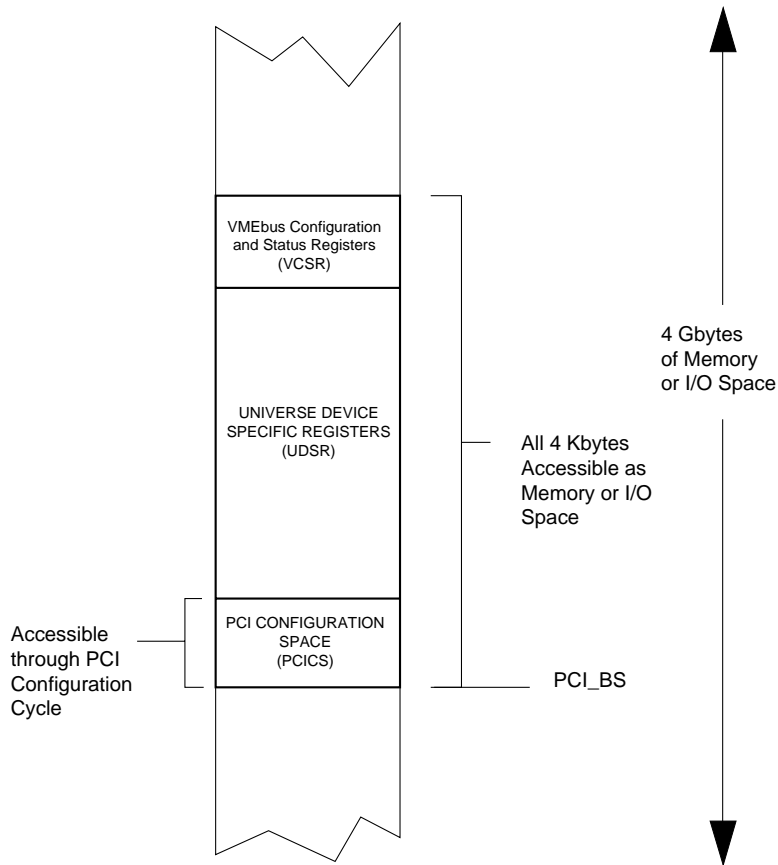 VMEbus Configuration
and Status Registers
(VCSR)
UNIVERSE DEVICE
SPECIFIC REGISTERS
(UDSR)
PCI CONFIGURATION
SPACE
(PCICS)
Accessible
through PCI
Configuration
Cycle
All 4 Kbytes
Accessible as
Memory or I/O
Space
PCI_BS
4 Gbytes
of Memory
or I/O Space